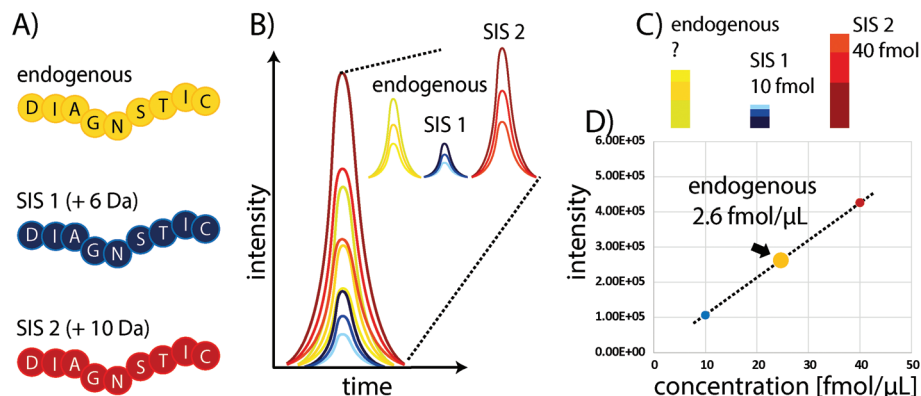 A)
endogenous
D I A G N S T I C
SIS 1 (+ 6 Da)
D I A G N S T I C
SIS 2 (+ 10 Da)
D I A G N S T I C
B)
SIS 2
endogenous
SIS 1
intensity
time
C)
endogenous
?
SIS 1
10 fmol
SIS 2
40 fmol
D)
6.00E+05
5.00E+05
4.00E+05
3.00E+05
2.00E+05
1.00E+05
0.00E+00
intensity
endogenous
2.6 fmol/µL
0 10 20 30 40 50
concentration [fmol/µL]